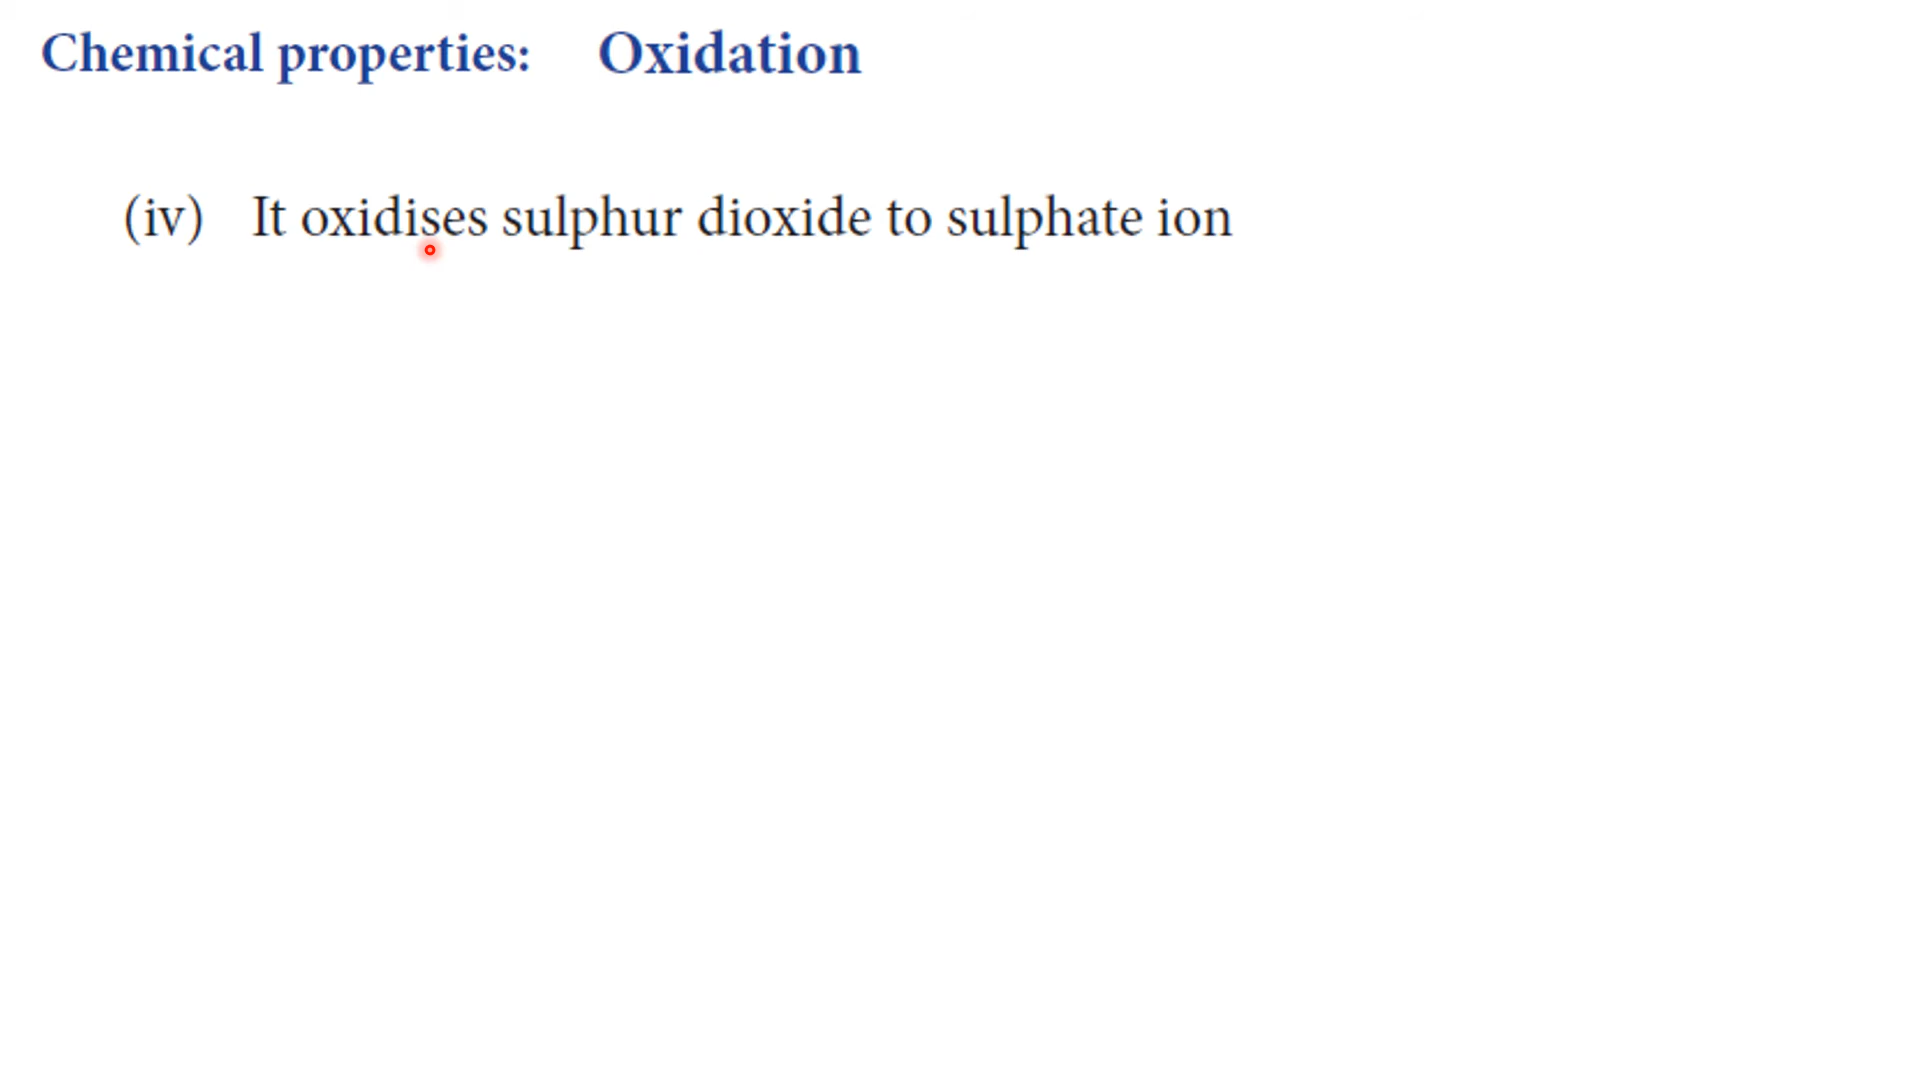 Chemical properties: Oxidation
(iv) It oxidises sulphur dioxide to sulphate ion